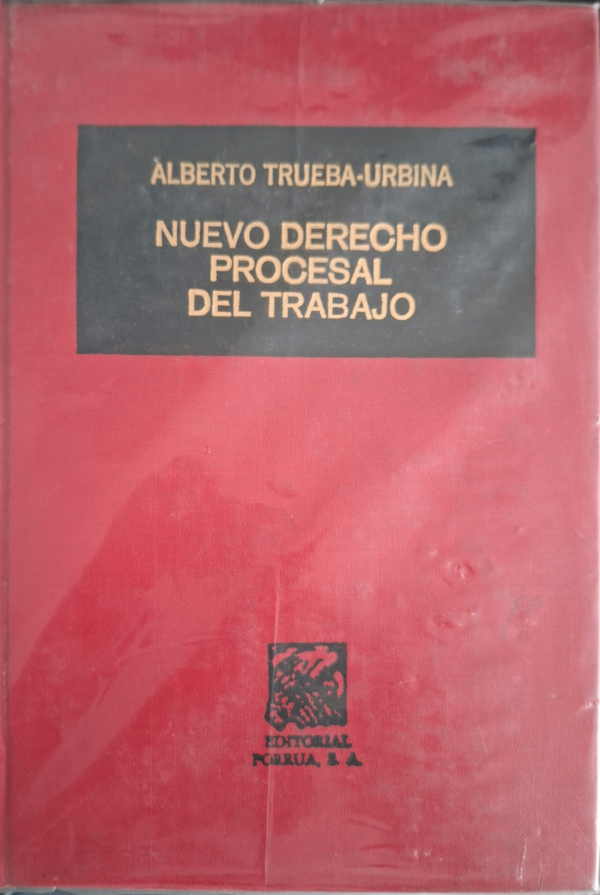 ALBERTO TRUEBA-URBINA
NUEVO DERECHO
PROCESAL
DEL TRABAJO
EDITORIAL
PORRUA, S. A.